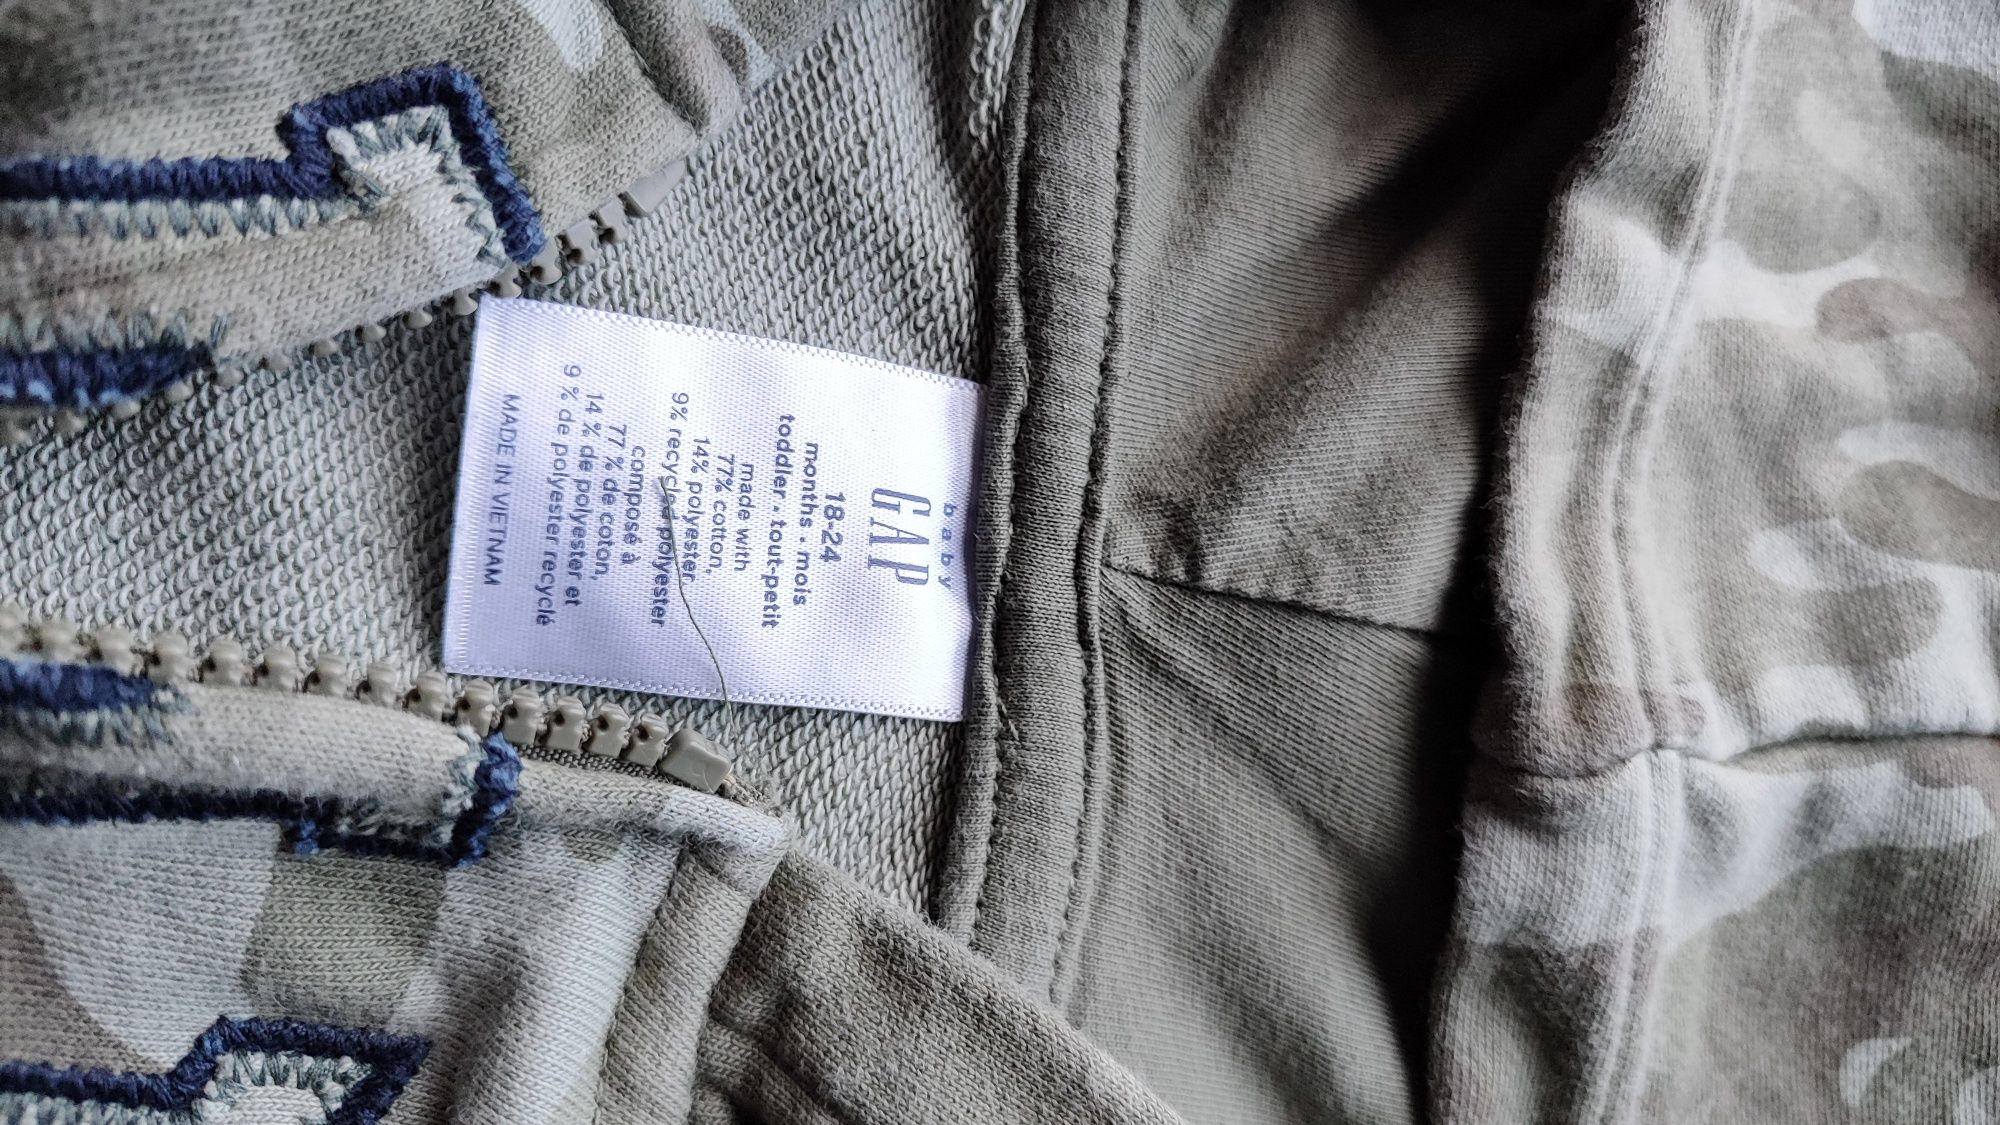 baby
GAP
18-24
months • mois
toddler • tout-petit
made with
77% cotton,
14% polyester,
9% recycled polyester
composé à
77 % de coton,
14 % de polyester et
9 % de polyester recyclé
MADE IN VIETNAM